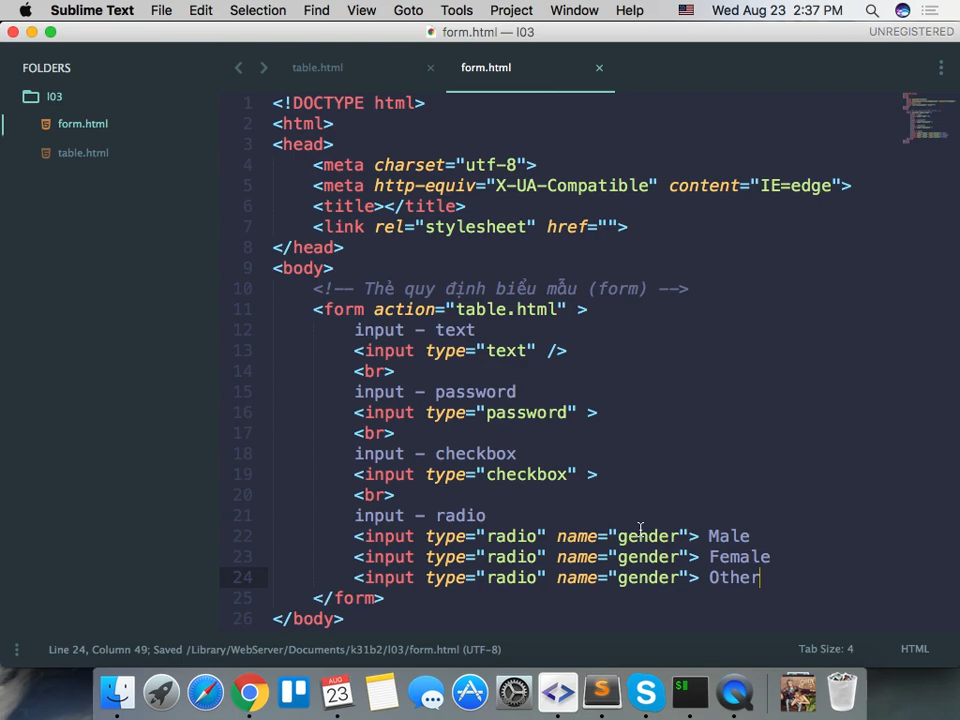 Sublime Text File Edit Selection Find View Goto Tools Project Window Help Wed Aug 23 2:37 PM
form.html — l03 UNREGISTERED
FOLDERS
l03
form.html
table.html
table.html × form.html ×
1 <!DOCTYPE html>
2 <html>
3 <head>
4 <meta charset="utf-8">
5 <meta http-equiv="X-UA-Compatible" content="IE=edge">
6 <title></title>
7 <link rel="stylesheet" href="">
8 </head>
9 <body>
10 <!-- Thẻ quy định biểu mẫu (form) -->
11 <form action="table.html" >
12 input - text
13 <input type="text" />
14 <br>
15 input - password
16 <input type="password" >
17 <br>
18 input - checkbox
19 <input type="checkbox" >
20 <br>
21 input - radio
22 <input type="radio" name="gender"> Male
23 <input type="radio" name="gender"> Female
24 <input type="radio" name="gender"> Other
25 </form>
26 </body>
Line 24, Column 49; Saved /Library/WebServer/Documents/k31b2/l03/form.html (UTF-8) Tab Size: 4 HTML
AUG
23